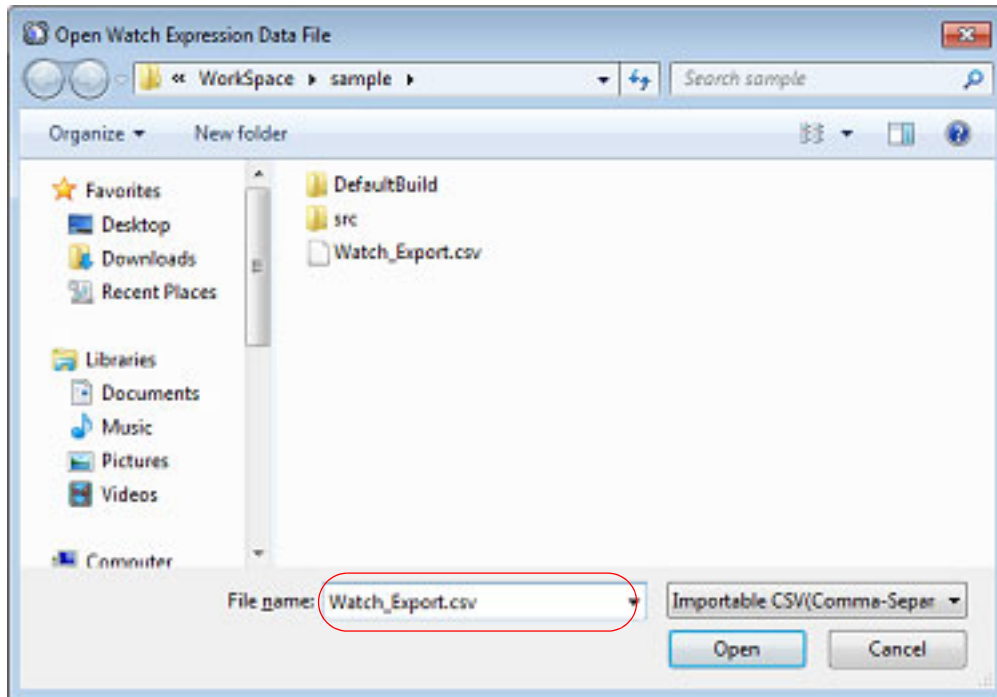 Open Watch Expression Data File
« WorkSpace ▸ sample ▸
Search sample
Organize
New folder
Favorites
Desktop
Downloads
Recent Places
Libraries
Documents
Music
Pictures
Videos
Computer
DefaultBuild
src
Watch_Export.csv
File name: Watch_Export.csv
Importable CSV(Comma-Separ
Open
Cancel